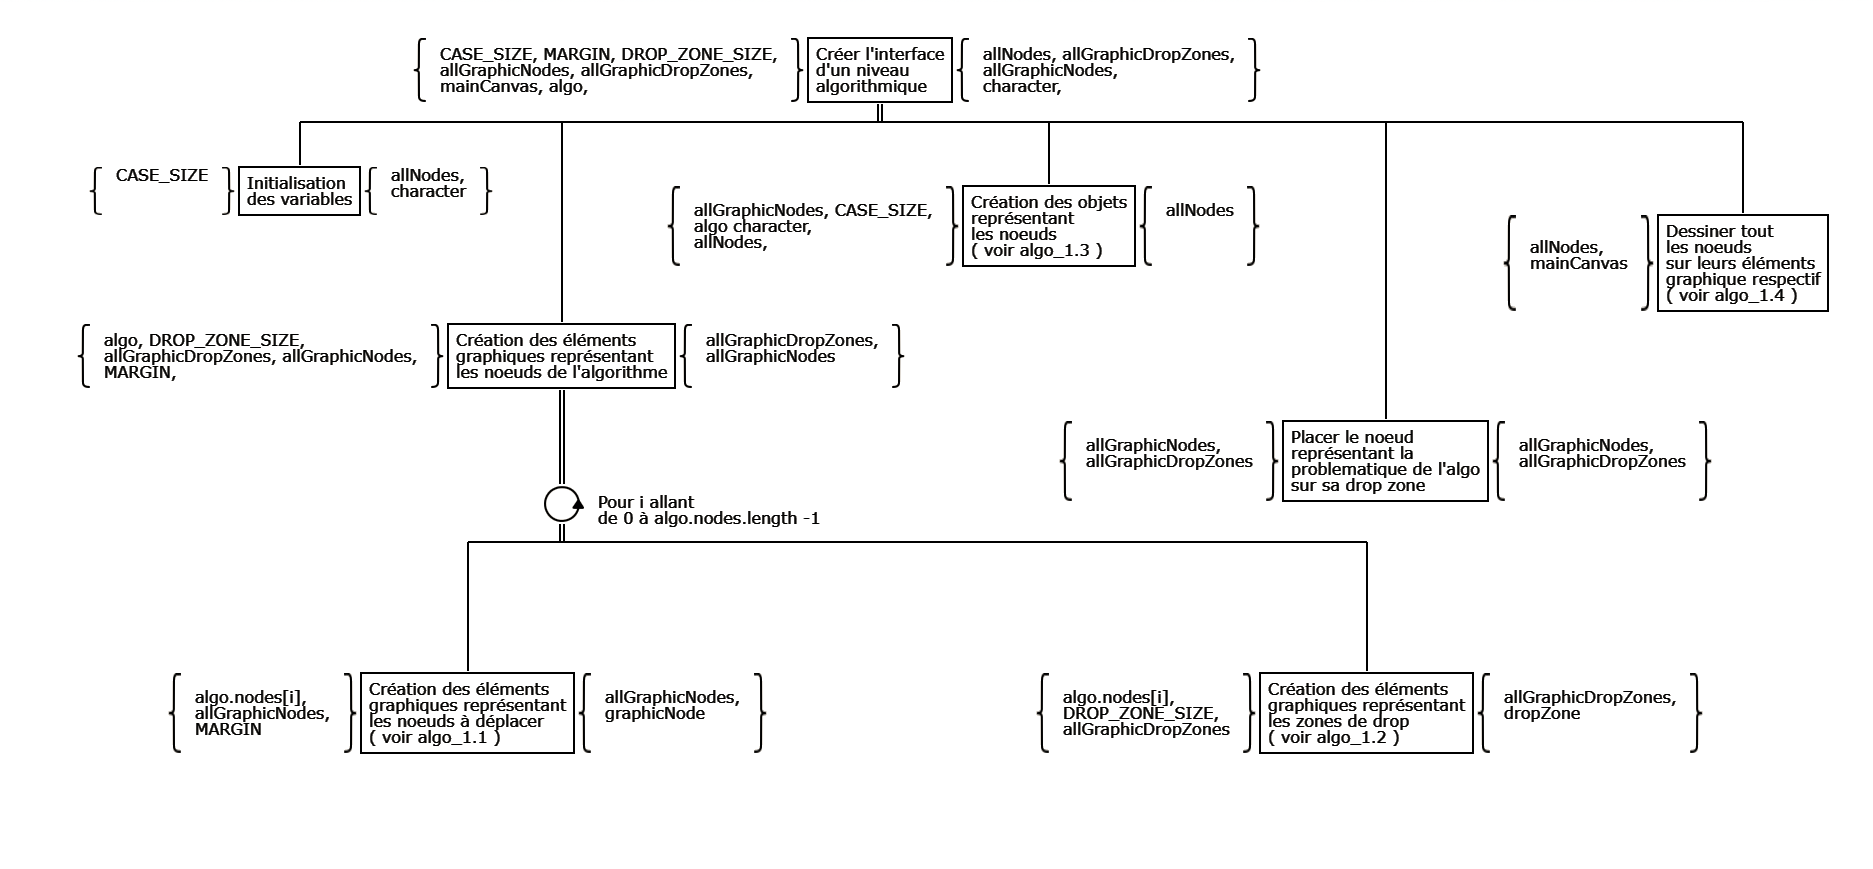 CASE_SIZE, MARGIN, DROP_ZONE_SIZE,
allGraphicNodes, allGraphicDropZones,
mainCanvas, algo,
Créer l'interface
d'un niveau
algorithmique
allNodes, allGraphicDropZones,
allGraphicNodes,
character,
CASE_SIZE
Initialisation
des variables
allNodes,
character
allGraphicNodes, CASE_SIZE,
algo character,
allNodes,
Création des objets
représentant
les noeuds
( voir algo_1.3 )
allNodes
allNodes,
mainCanvas
Dessiner tout
les noeuds
sur leurs éléments
graphique respectif
( voir algo_1.4 )
algo, DROP_ZONE_SIZE,
allGraphicDropZones, allGraphicNodes,
MARGIN,
Création des éléments
graphiques représentant
les noeuds de l'algorithme
allGraphicDropZones,
allGraphicNodes
allGraphicNodes,
allGraphicDropZones
Placer le noeud
représentant la
problematique de l'algo
sur sa drop zone
allGraphicNodes,
allGraphicDropZones
Pour i allant
de 0 à algo.nodes.length -1
algo.nodes[i],
allGraphicNodes,
MARGIN
Création des éléments
graphiques représentant
les noeuds à déplacer
( voir algo_1.1 )
allGraphicNodes,
graphicNode
algo.nodes[i],
DROP_ZONE_SIZE,
allGraphicDropZones
Création des éléments
graphiques représentant
les zones de drop
( voir algo_1.2 )
allGraphicDropZones,
dropZone